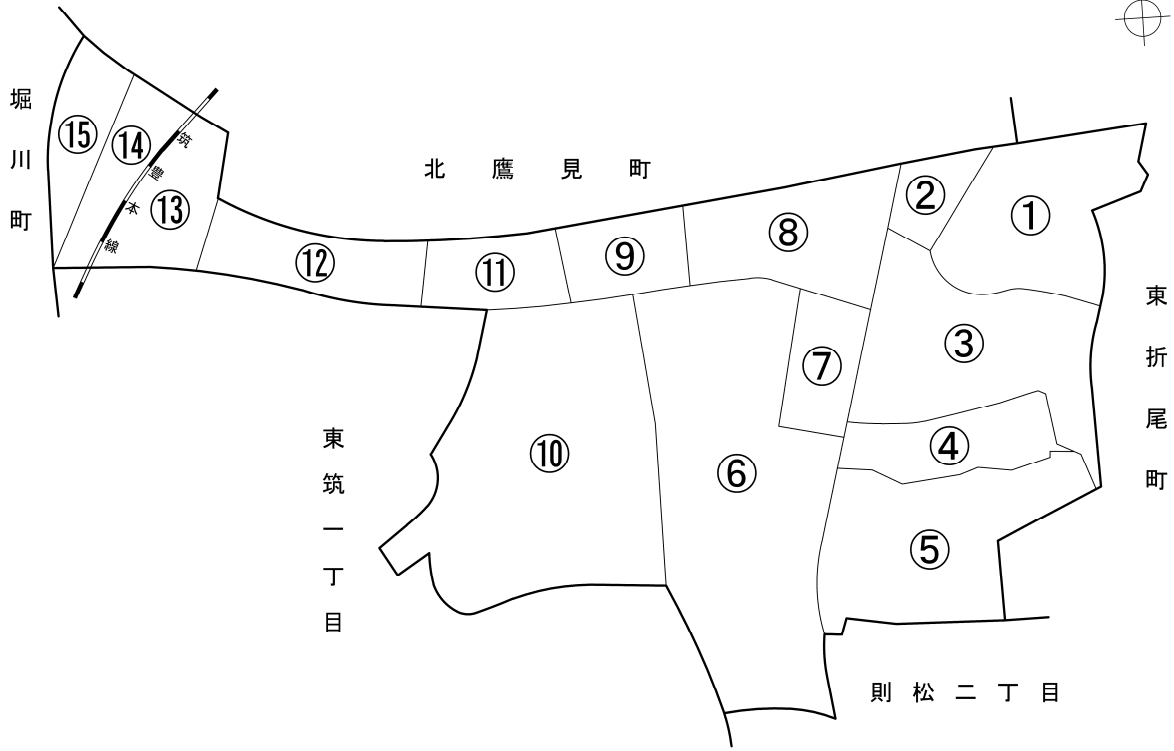 堀川町
⑮
⑭
⑬
筑豊本線
北鷹見町
⑫
⑪
⑨
⑧
②
①
東折尾町
⑦
③
④
⑩
⑥
⑤
東筑一丁目
則松二丁目